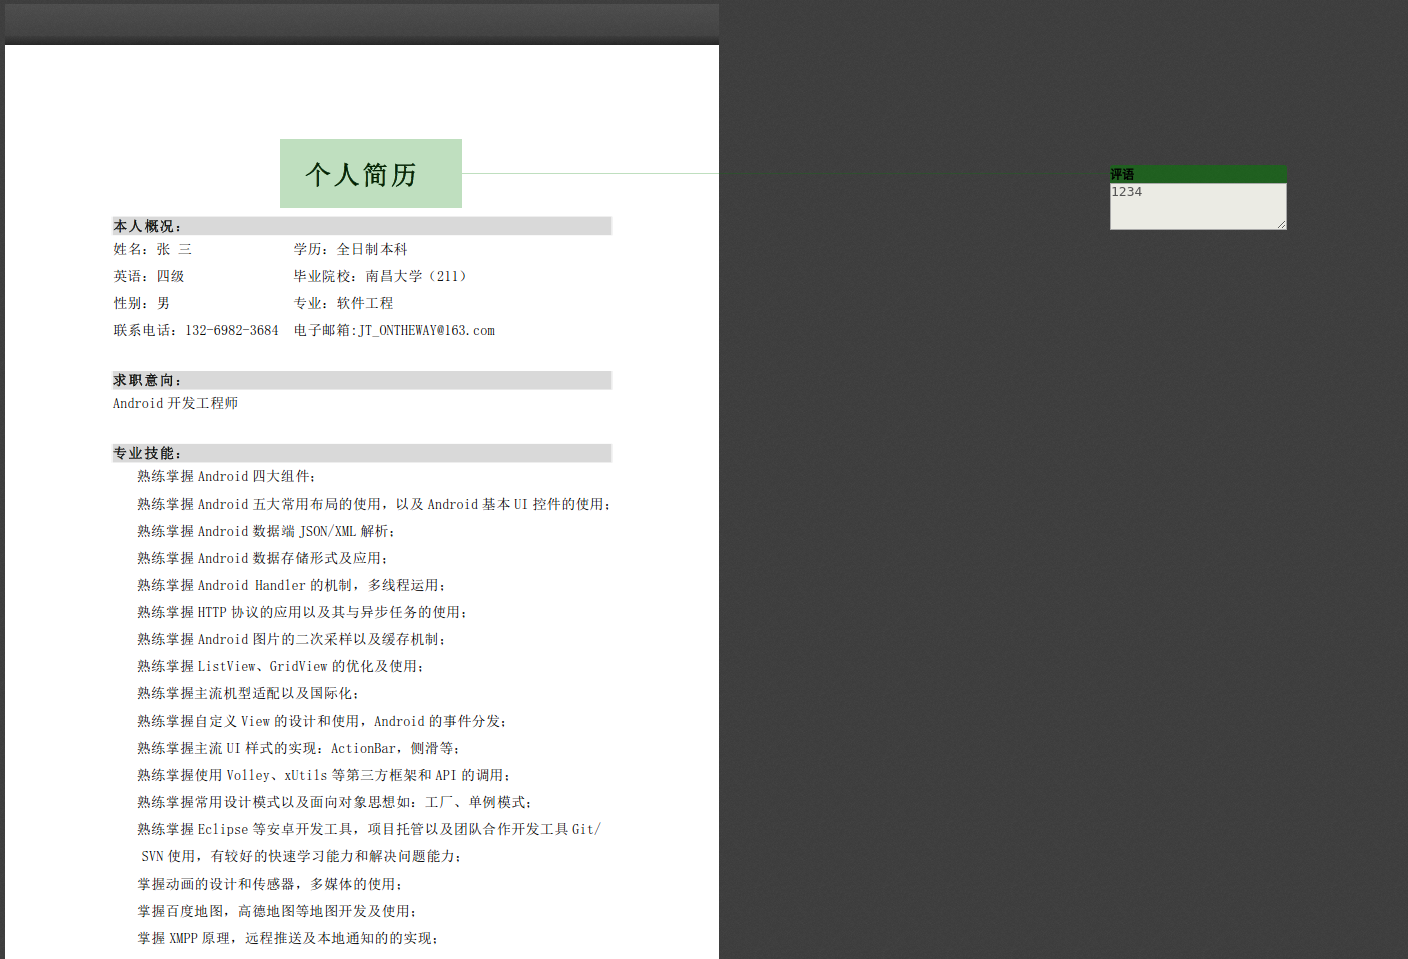 个人简历
评语
1234
本人概况：
姓名：张 三 学历：全日制本科
英语：四级 毕业院校：南昌大学（211）
性别：男 专业：软件工程
联系电话：132-6982-3684 电子邮箱:JT_ONTHEWAY@163.com
求职意向：
Android 开发工程师
专业技能：
熟练掌握 Android 四大组件；
熟练掌握 Android 五大常用布局的使用，以及 Android 基本 UI 控件的使用；
熟练掌握 Android 数据端 JSON/XML 解析；
熟练掌握 Android 数据存储形式及应用；
熟练掌握 Android Handler 的机制，多线程运用；
熟练掌握 HTTP 协议的应用以及其与异步任务的使用；
熟练掌握 Android 图片的二次采样以及缓存机制；
熟练掌握 ListView、GridView 的优化及使用；
熟练掌握主流机型适配以及国际化；
熟练掌握自定义 View 的设计和使用，Android 的事件分发；
熟练掌握主流 UI 样式的实现：ActionBar，侧滑等；
熟练掌握使用 Volley、xUtils 等第三方框架和 API 的调用；
熟练掌握常用设计模式以及面向对象思想如：工厂、单例模式；
熟练掌握 Eclipse 等安卓开发工具，项目托管以及团队合作开发工具 Git/
SVN 使用，有较好的快速学习能力和解决问题能力；
掌握动画的设计和传感器，多媒体的使用；
掌握百度地图，高德地图等地图开发及使用；
掌握 XMPP 原理，远程推送及本地通知的的实现；